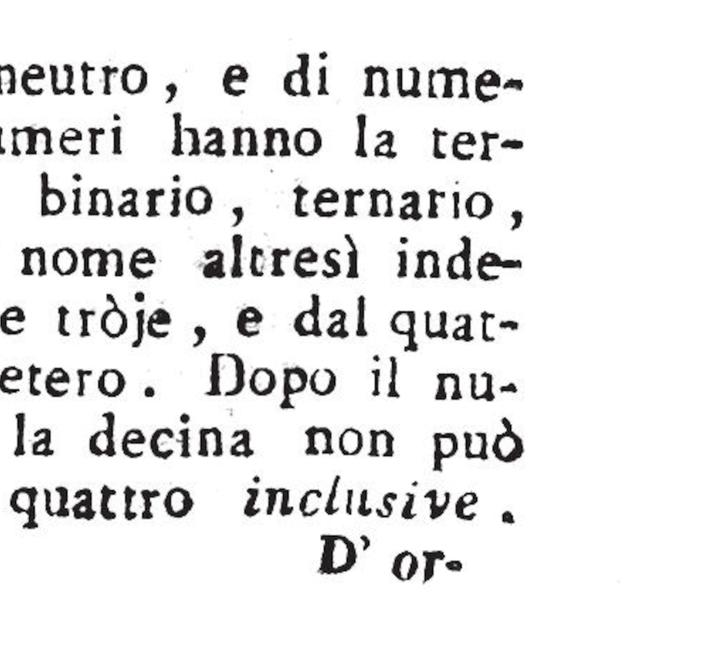 neutro, e di nume-
umeri hanno la ter-
binario, ternario,
nome altresì inde-
e tròje, e dal quat-
etero. Dopo il nu-
la decina non può
quattro inclusive.
D' or-